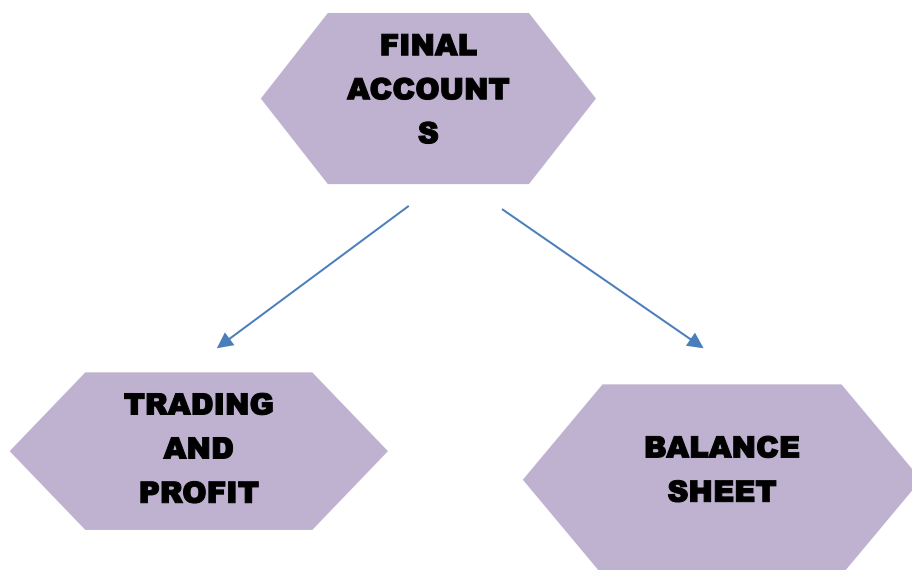 FINAL
ACCOUNT
S
TRADING
AND
PROFIT
BALANCE
SHEET